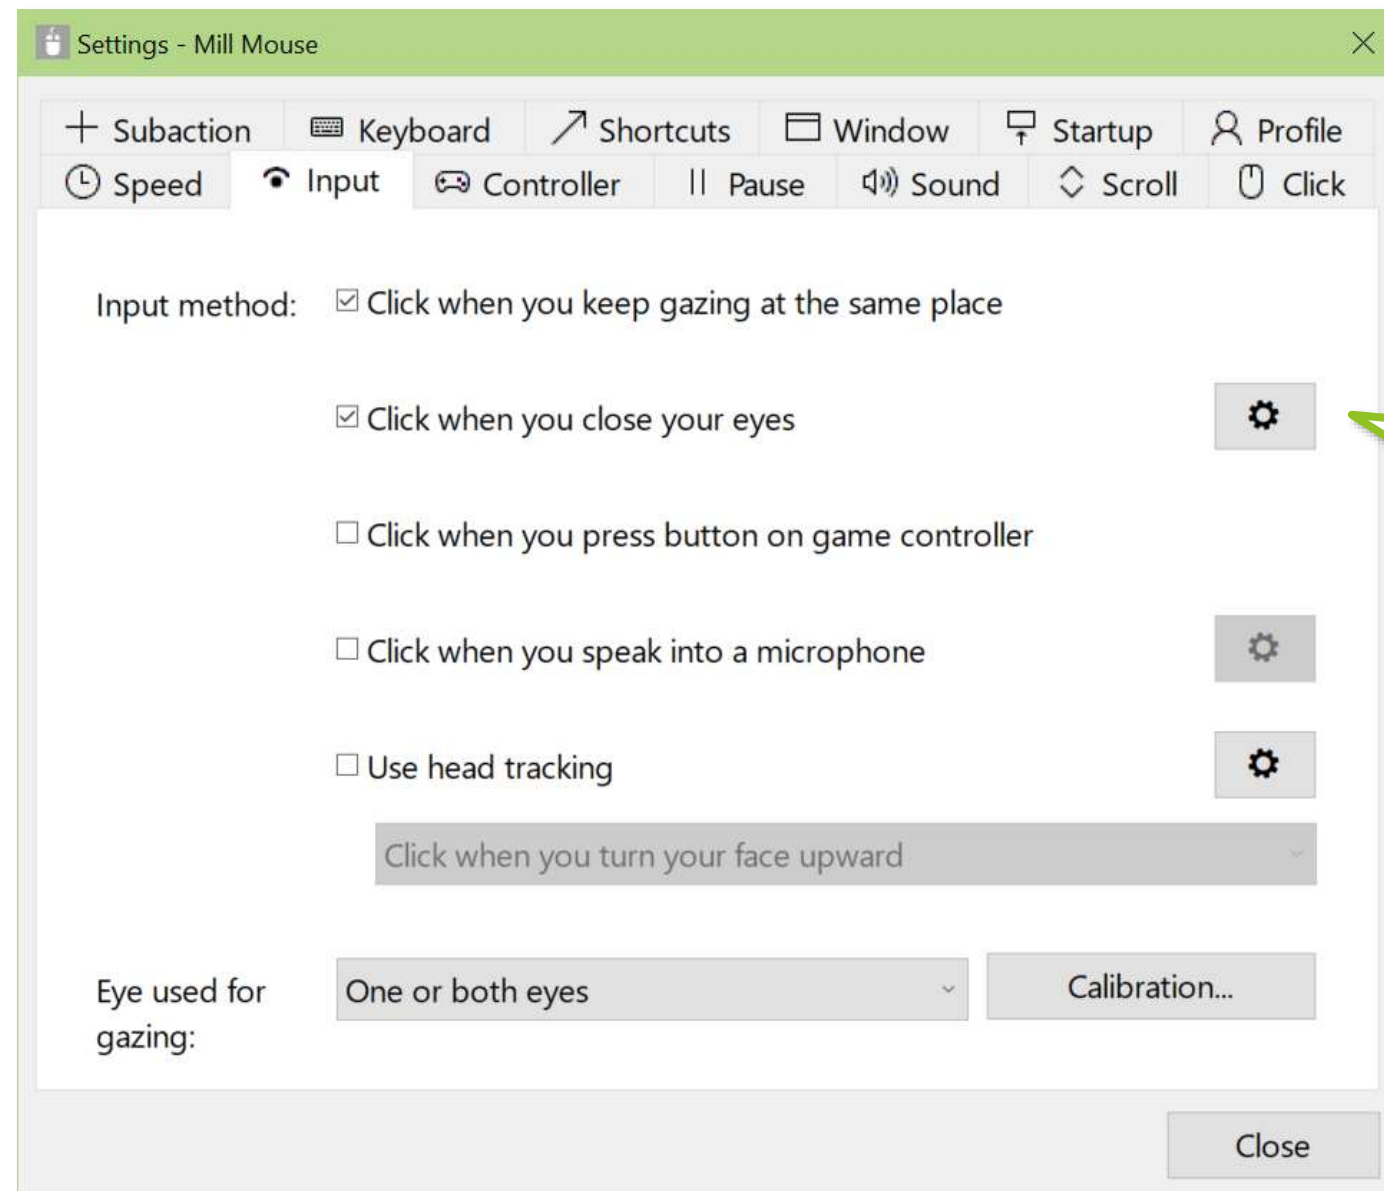 Settings - Mill Mouse
Subaction Keyboard Shortcuts Window Startup Profile
Speed Input Controller Pause Sound Scroll Click
Input method: Click when you keep gazing at the same place
Click when you close your eyes
Click when you press button on game controller
Click when you speak into a microphone
Use head tracking
Click when you turn your face upward
Eye used for One or both eyes Calibration...
gazing:
Close